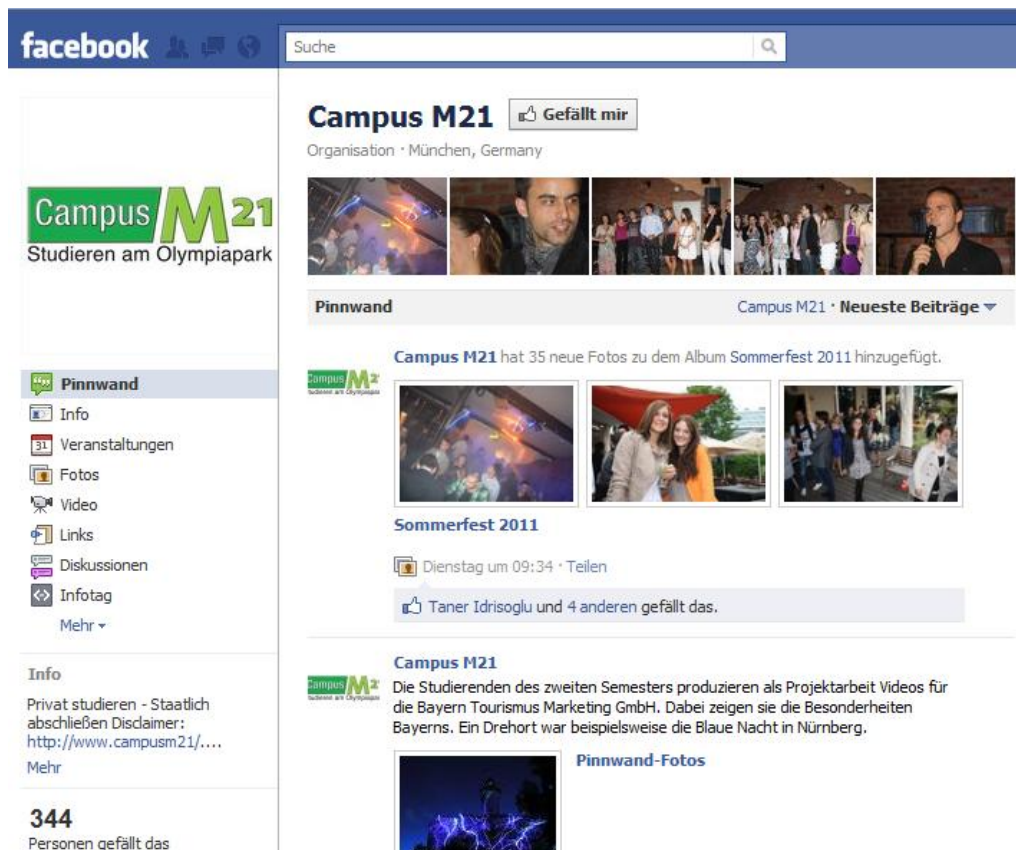 facebook
Suche
Campus M21
Studieren am Olympiapark
Pinnwand
Info
31 Veranstaltungen
Fotos
Video
Links
Diskussionen
Infotag
Mehr
Info
Privat studieren - Staatlich
abschließen Disclaimer:
http://www.campusm21/....
Mehr
344
Personen gefällt das
Campus M21 Gefällt mir
Organisation · München, Germany
Pinnwand Campus M21 · Neueste Beiträge
Campus M21 hat 35 neue Fotos zu dem Album Sommerfest 2011 hinzugefügt.
Campus M2
Sommerfest 2011
Dienstag um 09:34 · Teilen
Taner Idrisoglu und 4 anderen gefällt das.
Campus M21
Campus M2
Die Studierenden des zweiten Semesters produzieren als Projektarbeit Videos für
die Bayern Tourismus Marketing GmbH. Dabei zeigen sie die Besonderheiten
Bayerns. Ein Drehort war beispielsweise die Blaue Nacht in Nürnberg.
Pinnwand-Fotos